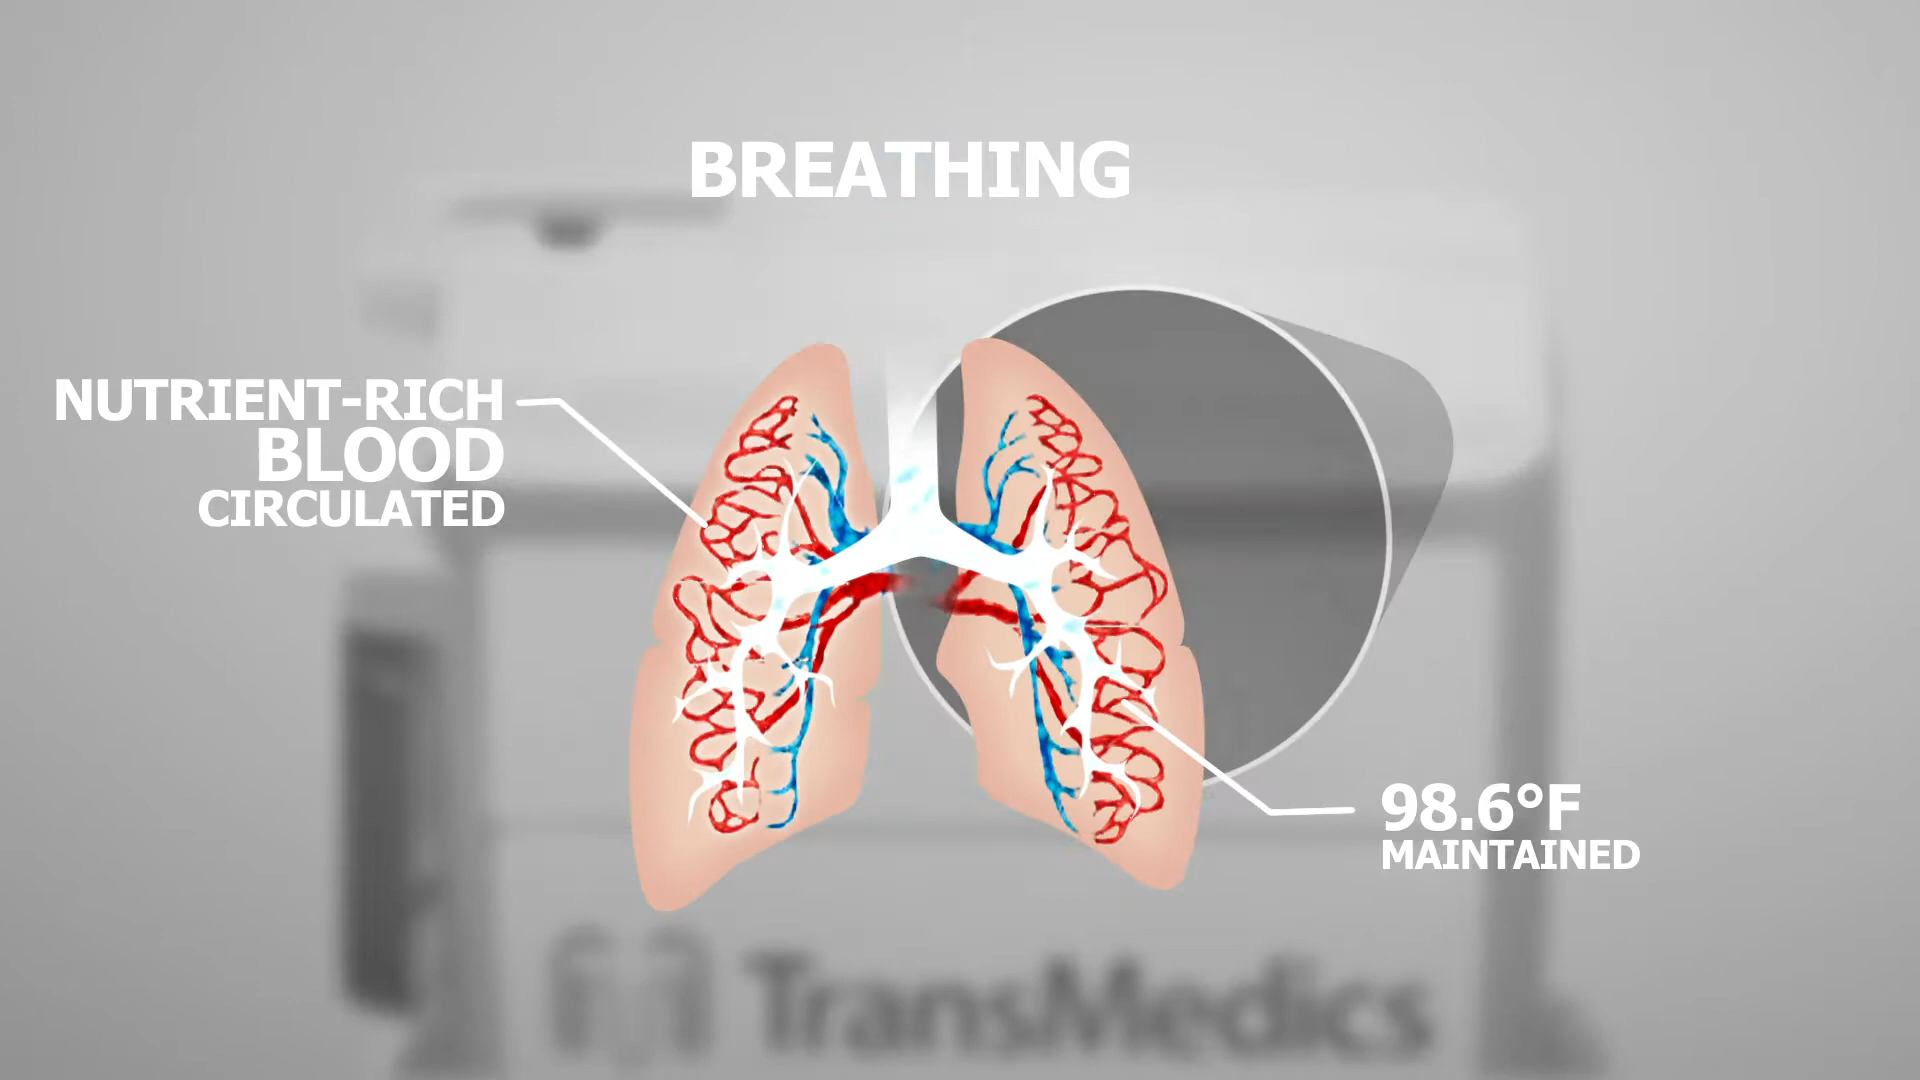 BREATHING
NUTRIENT-RICH
BLOOD
CIRCULATED
98.6°F
MAINTAINED
TransMedics